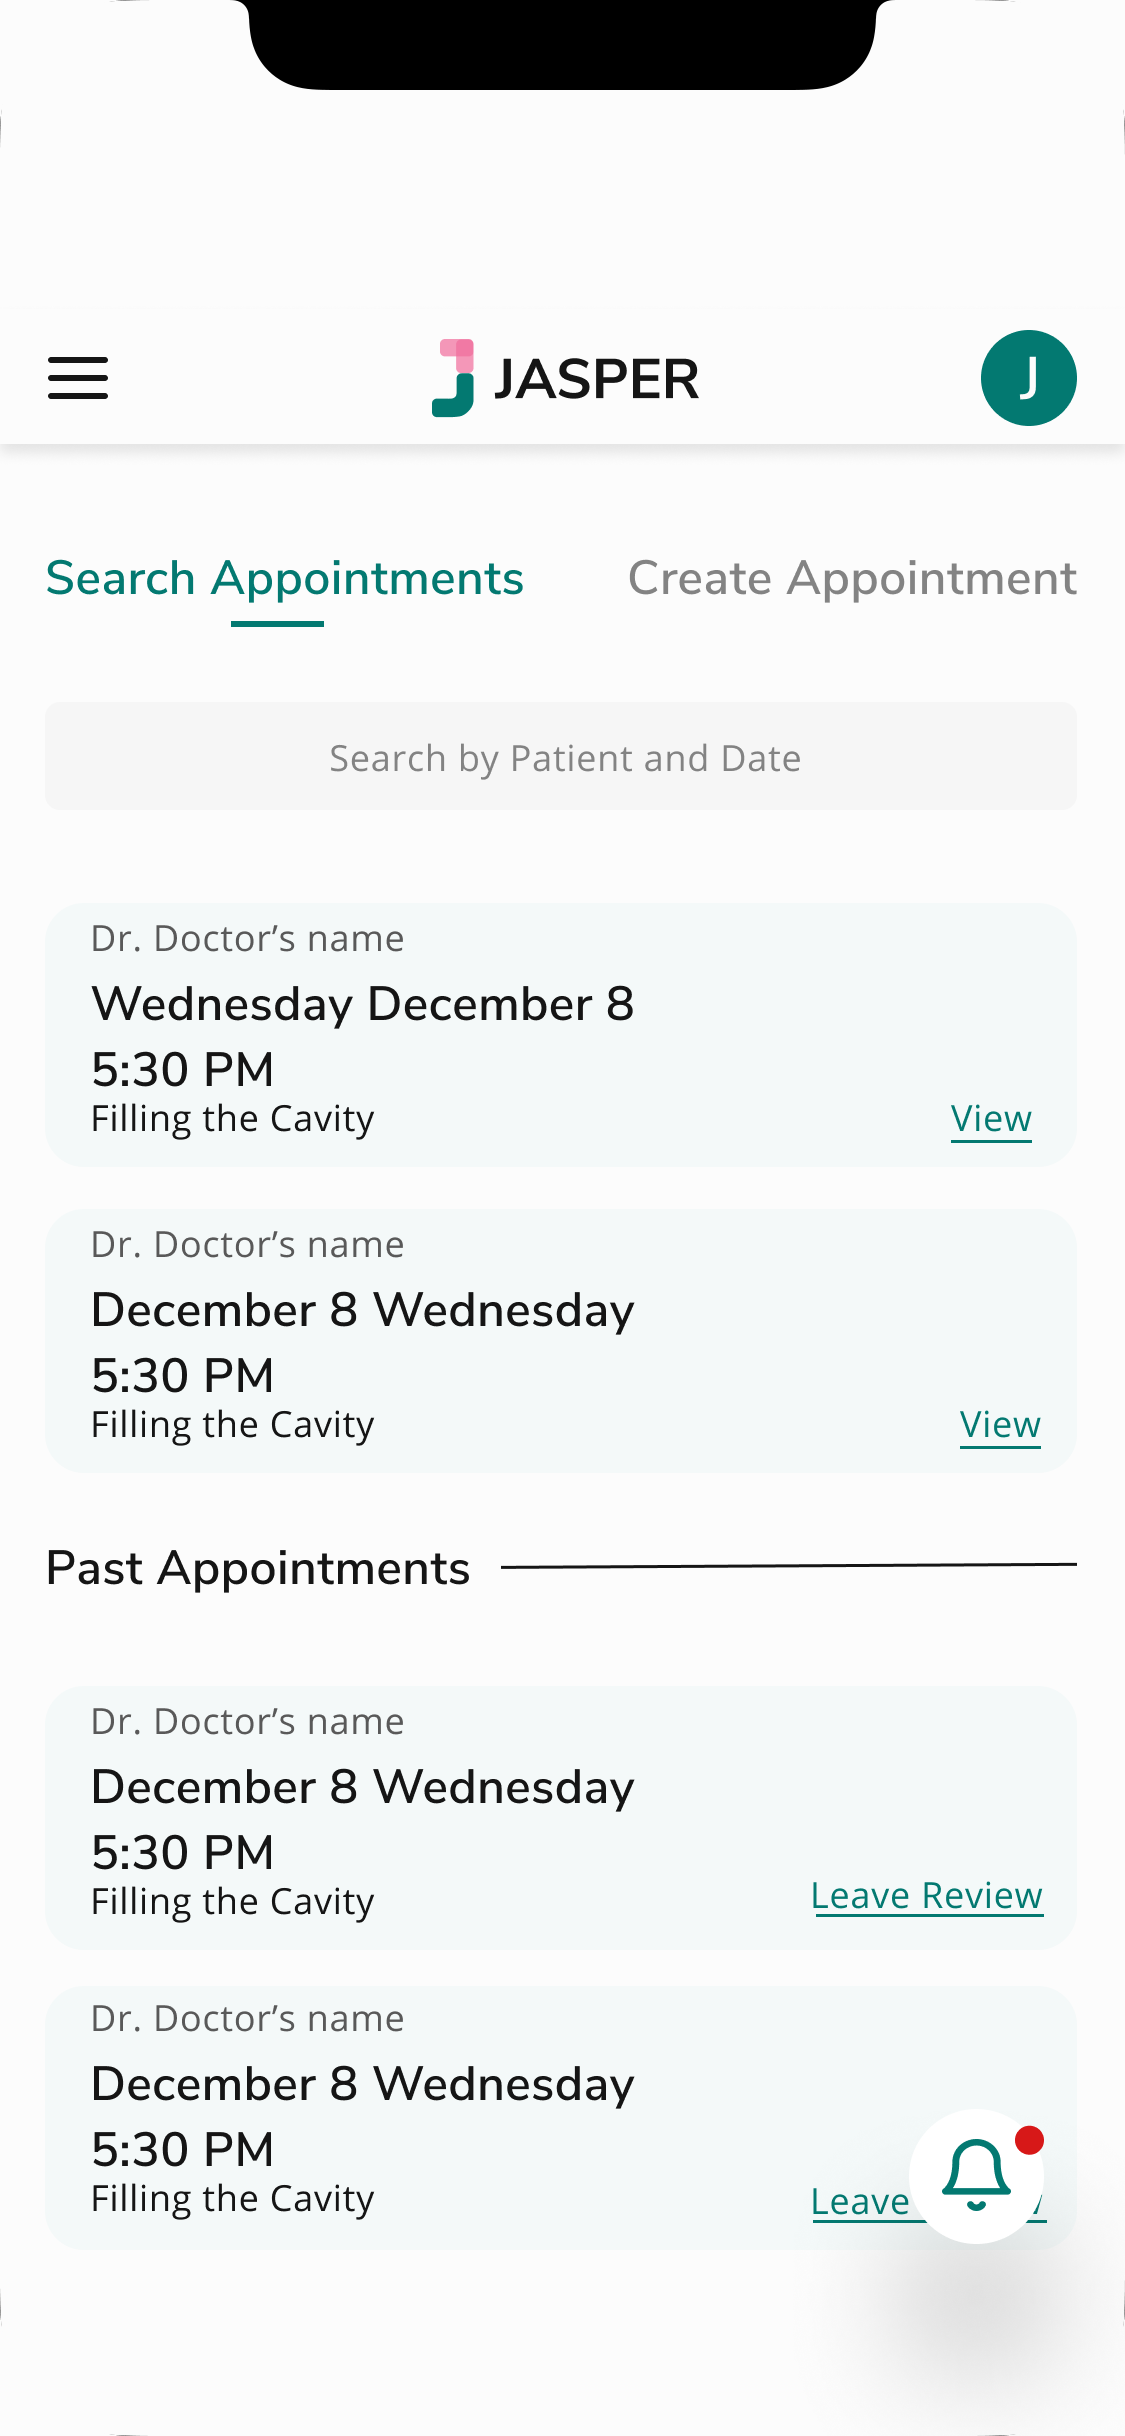 JASPER
J
Search Appointments
Create Appointment
Search by Patient and Date
Dr. Doctor’s name
Wednesday December 8
5:30 PM
Filling the Cavity
View
Dr. Doctor’s name
December 8 Wednesday
5:30 PM
Filling the Cavity
View
Past Appointments
Dr. Doctor’s name
December 8 Wednesday
5:30 PM
Filling the Cavity
Leave Review
Dr. Doctor’s name
December 8 Wednesday
5:30 PM
Filling the Cavity
Leave